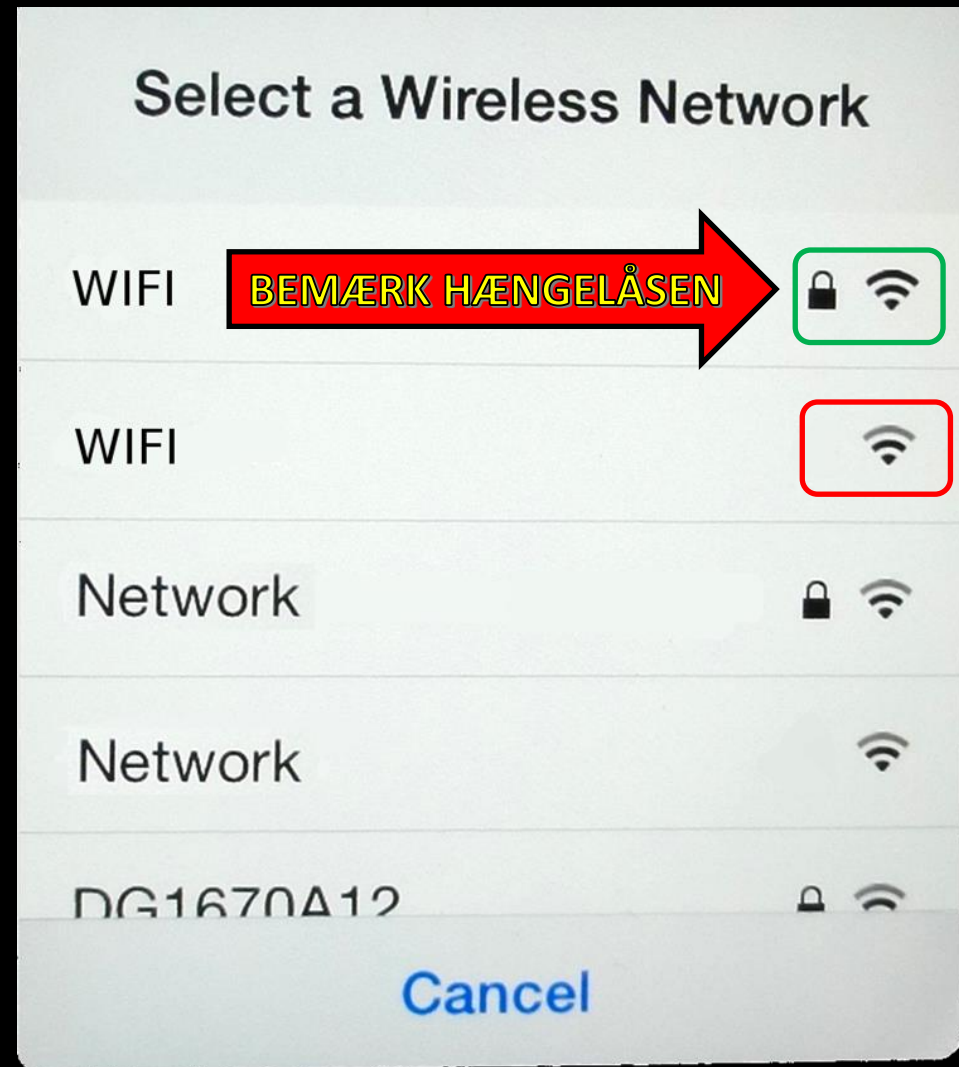 Select a Wireless Network
WIFI
BEMÆRK HÆNGELÅSEN
WIFI
Network
Network
DG1670A12
Cancel